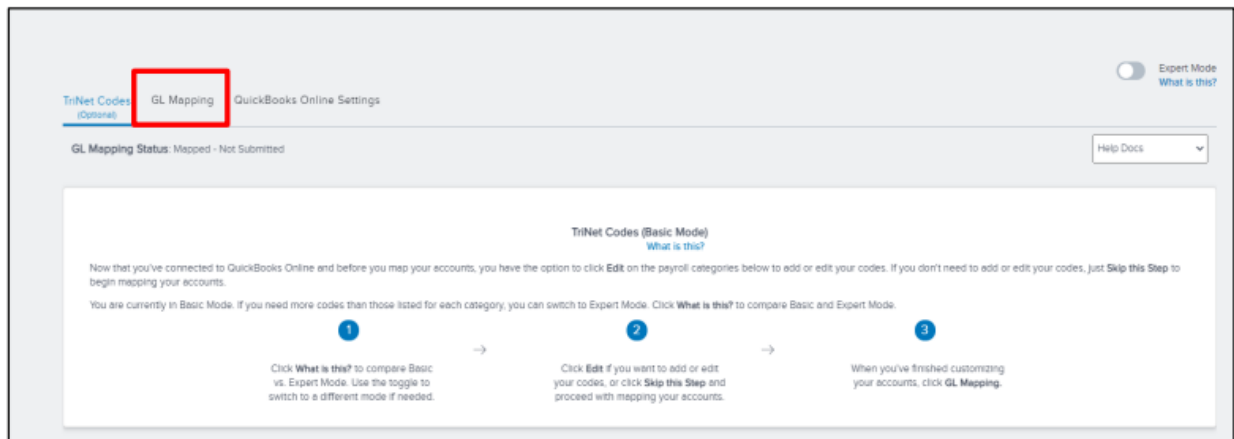 Expert Mode
What is this?
TriNet Codes
(Optional)
GL Mapping
QuickBooks Online Settings
GL Mapping Status: Mapped - Not Submitted
Help Docs
TriNet Codes (Basic Mode)
What is this?
Now that you've connected to QuickBooks Online and before you map your accounts, you have the option to click Edit on the payroll categories below to add or edit your codes. If you don't need to add or edit your codes, just Skip this Step to
begin mapping your accounts.
You are currently in Basic Mode. If you need more codes than those listed for each category, you can switch to Expert Mode. Click What is this? to compare Basic and Expert Mode.
1
Click What is this? to compare Basic
vs. Expert Mode. Use the toggle to
switch to a different mode if needed.
2
Click Edit if you want to add or edit
your codes, or click Skip this Step and
proceed with mapping your accounts.
3
When you've finished customizing
your accounts, click GL Mapping.